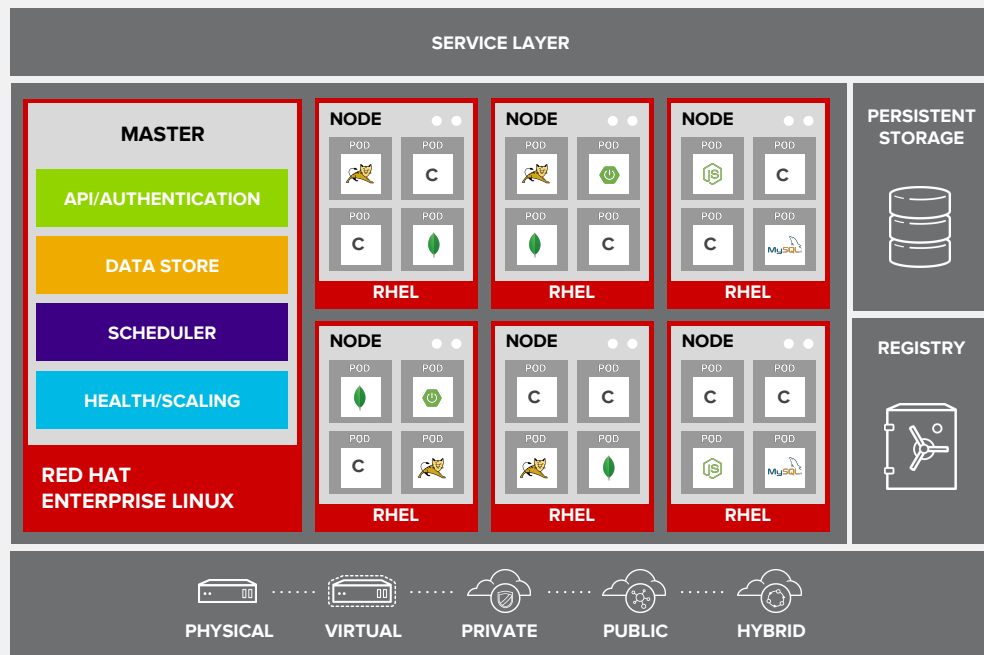 SERVICE LAYER
MASTER
API/AUTHENTICATION
DATA STORE
SCHEDULER
HEALTH/SCALING
RED HAT
ENTERPRISE LINUX
NODE
POD
POD
C
POD
POD
C
RHEL
NODE
POD
POD
POD
POD
C
RHEL
NODE
POD
POD
JS
C
POD
POD
C
MySQL
RHEL
NODE
POD
POD
POD
POD
C
RHEL
NODE
POD
POD
C
C
POD
POD
RHEL
NODE
POD
POD
C
C
POD
POD
JS
MySQL
RHEL
PERSISTENT
STORAGE
REGISTRY
PHYSICAL
VIRTUAL
PRIVATE
PUBLIC
HYBRID